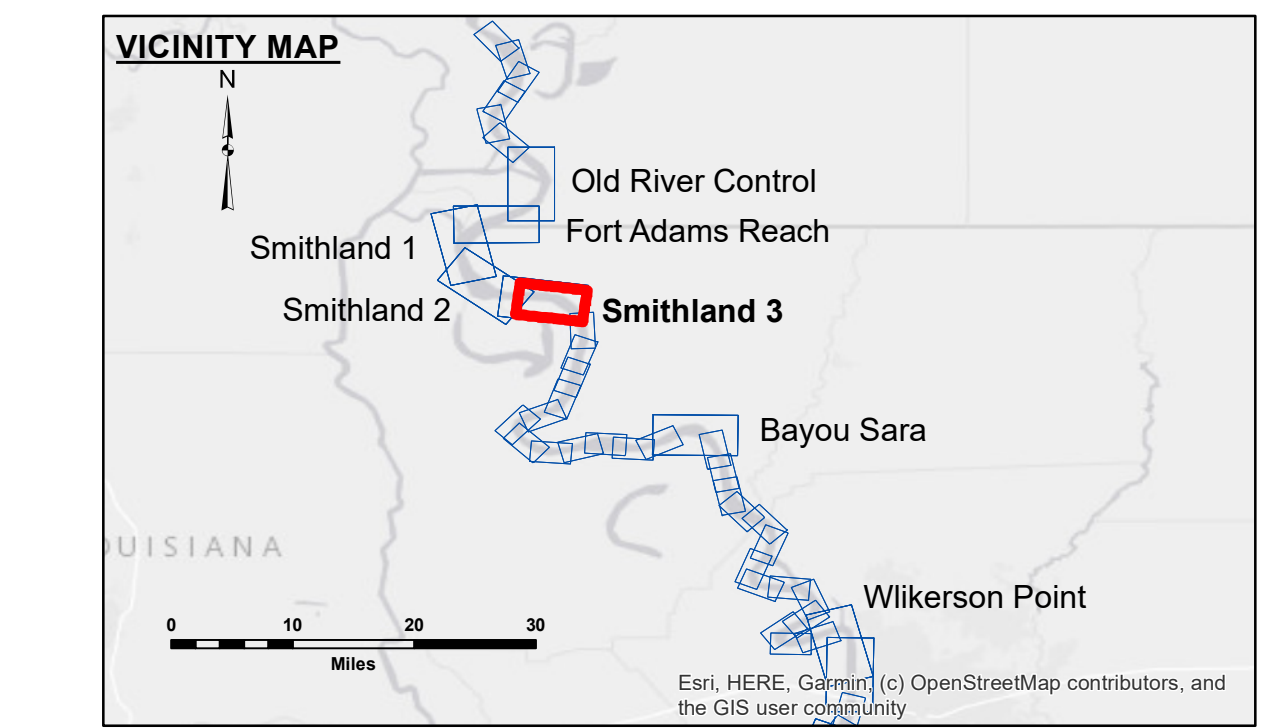 VICINITY MAP
N
Old River Control
Fort Adams Reach
Smithland 1
Smithland 2
Smithland 3
Bayou Sara
OUISIANA
Wlikerson Point
0 10 20 30
Miles
Esri, HERE, Garmin, (c) OpenStreetMap contributors, and
the GIS user community